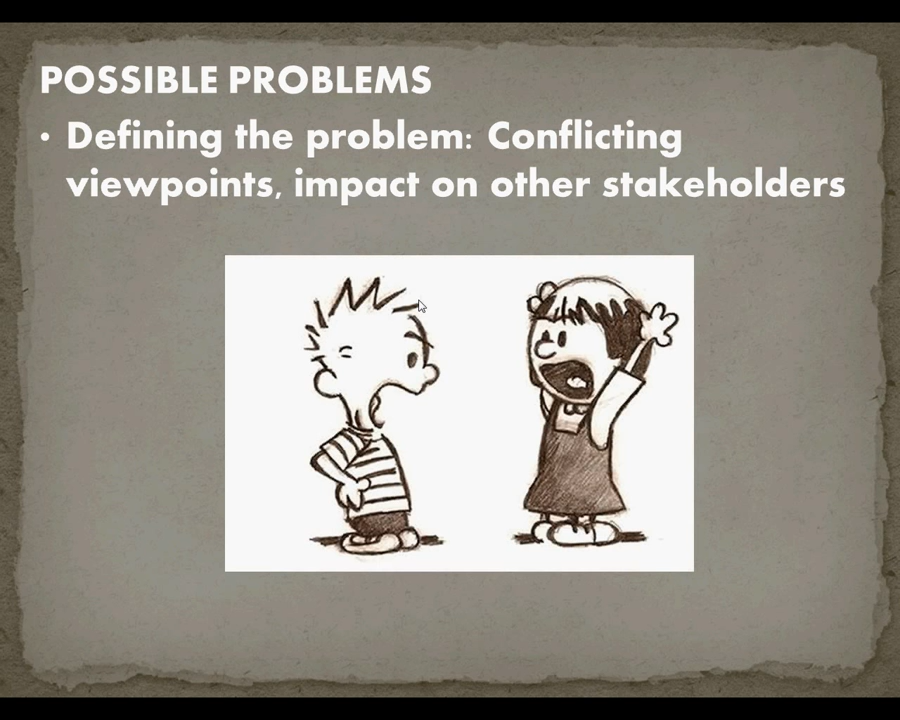 POSSIBLE PROBLEMS
• Defining the problem: Conflicting
viewpoints, impact on other stakeholders